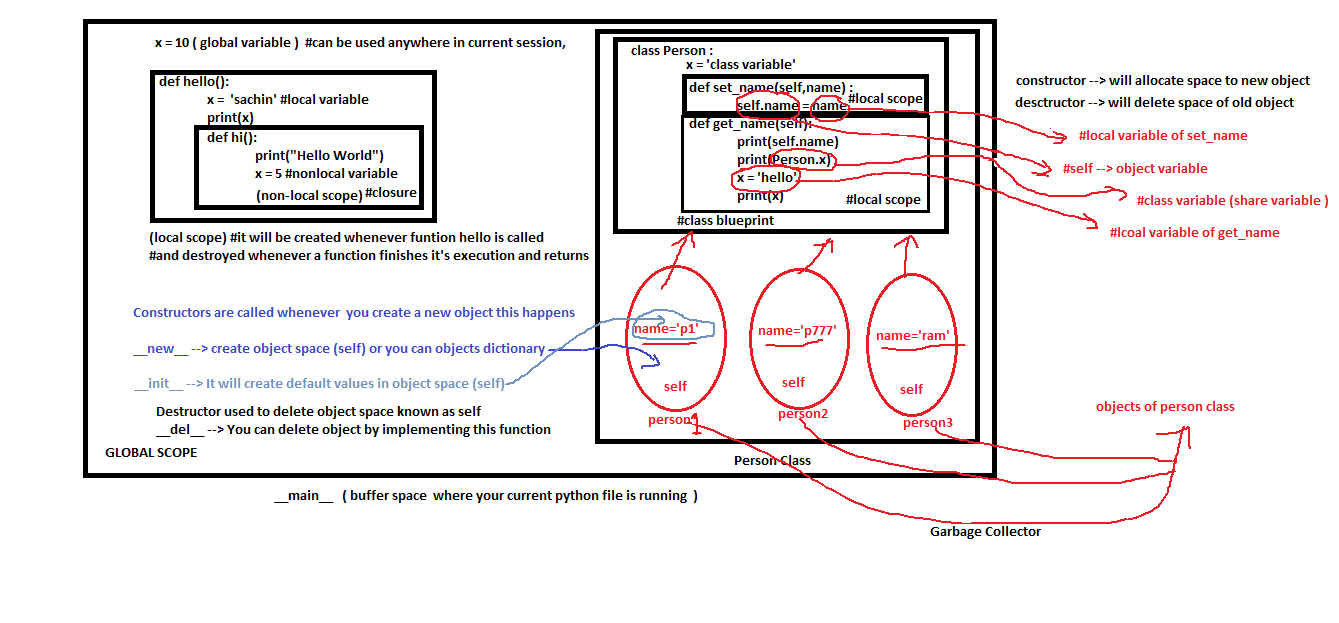 x = 10 ( global variable )  #can be used anywhere in current session,
def hello():
x =  'sachin' #local variable
print(x)
def hi():
print("Hello World")
x = 5 #nonlocal variable
(non-local scope) #closure
(local scope) #it will be created whenever funtion hello is called
#and destroyed whenever a function finishes it's execution and returns
Constructors are called whenever  you create a new object this happens
__new__ --> create object space (self) or you can objects dictionary
__init__ --> It will create default values in object space (self)
Destructor used to delete object space known as self
__del__ --> You can delete object by implementing this function
GLOBAL SCOPE
class Person :
x = 'class variable'
def set_name(self,name) :
self.name = name
#local scope
def get_name(self):
print(self.name)
print(Person.x)
x = 'hello'
print(x)
#local scope
#class blueprint
name='p1'
self
person1
name='p777'
self
person2
name='ram'
self
person3
Person Class
constructor --> will allocate space to new object
desctructor --> will delete space of old object
#local variable of set_name
#self --> object variable
#class variable (share variable )
#lcoal variable of get_name
objects of person class
__main__   ( buffer space  where your current python file is running  )
Garbage Collector